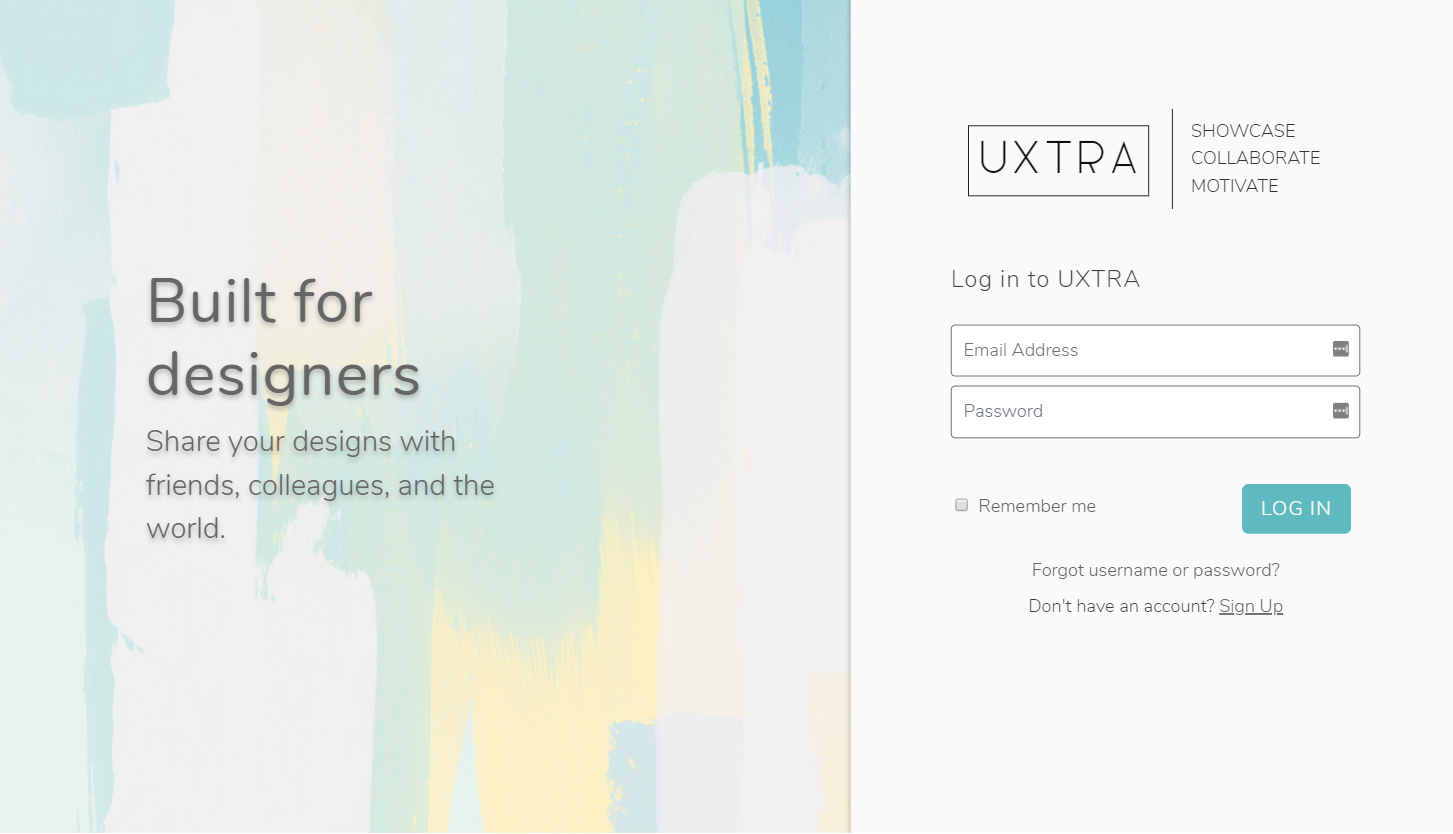 Built for
designers
Share your designs with
friends, colleagues, and the
world.
UXTRA
SHOWCASE
COLLABORATE
MOTIVATE
Log in to UXTRA
Email Address
Password
Remember me
LOG IN
Forgot username or password?
Don't have an account? Sign Up